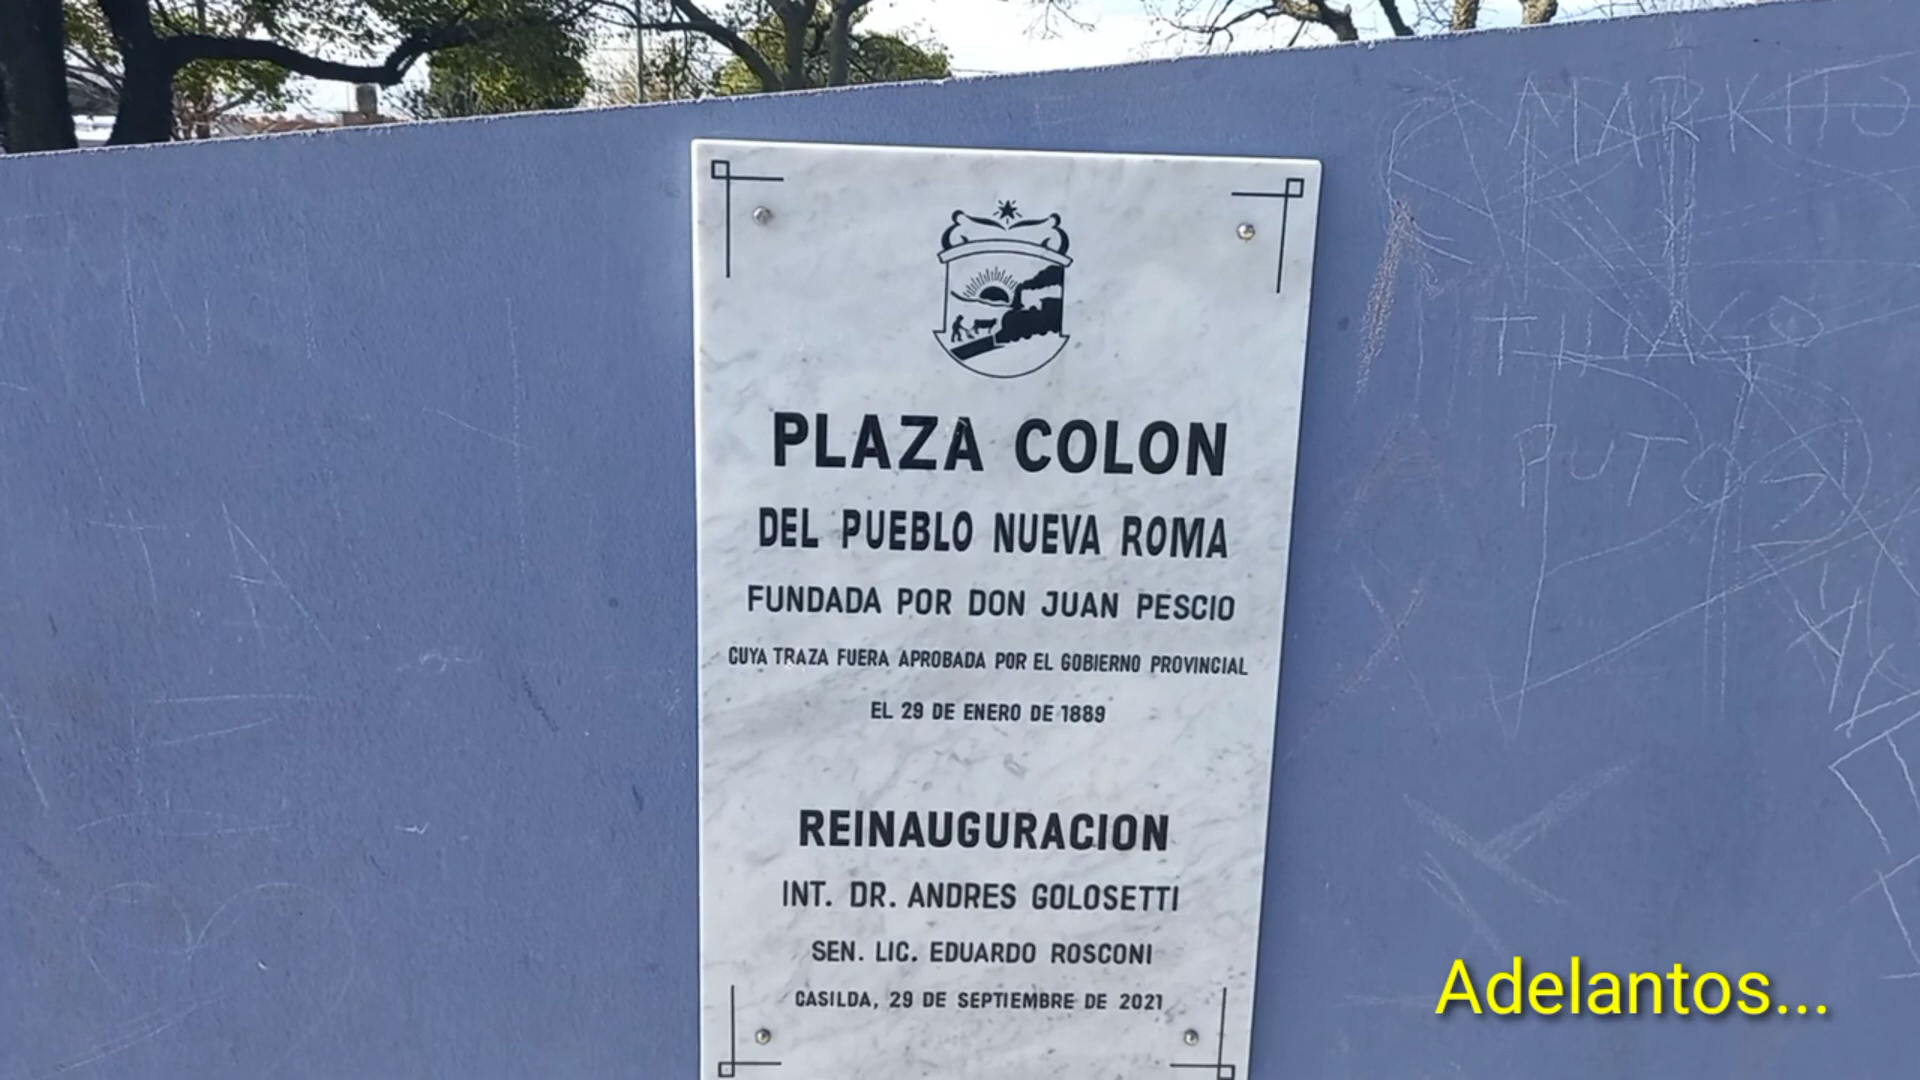 PLAZA COLON
DEL PUEBLO NUEVA ROMA
FUNDADA POR DON JUAN PESCIO
CUYA TRAZA FUERA APROBADA POR EL GOBIERNO PROVINCIAL
EL 29 DE ENERO DE 1889
REINAUGURACION
INT. DR. ANDRES GOLOSETTI
SEN. LIC. EDUARDO ROSCONI
CASILDA, 29 DE SEPTIEMBRE DE 2021
MARKITO
PUTO
Adelantos...